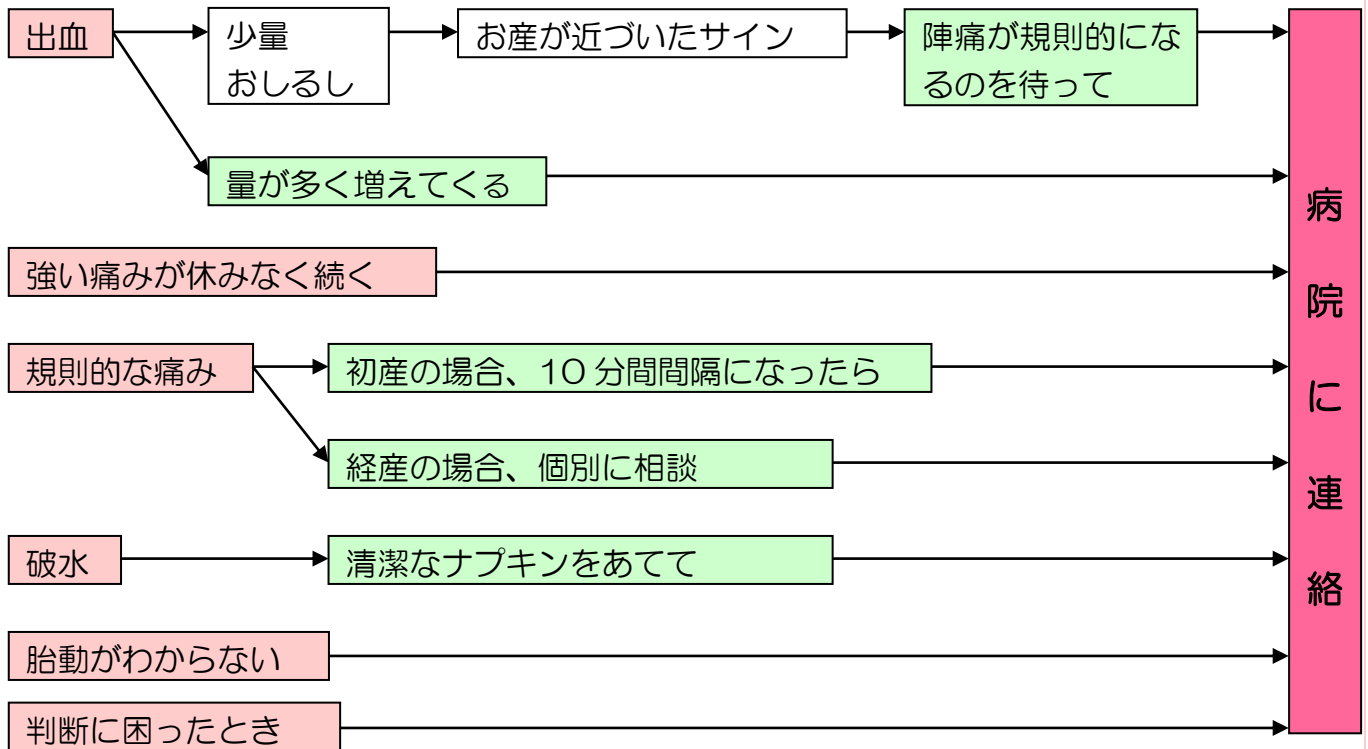 出血
少量
おしるし
お産が近づいたサイン
陣痛が規則的にな
るのを待って
量が多く増えてくる
強い痛みが休みなく続く
規則的な痛み
初産の場合、10 分間間隔になったら
経産の場合、個別に相談
破水
清潔なナプキンをあてて
胎動がわからない
判断に困ったとき
病院に連絡